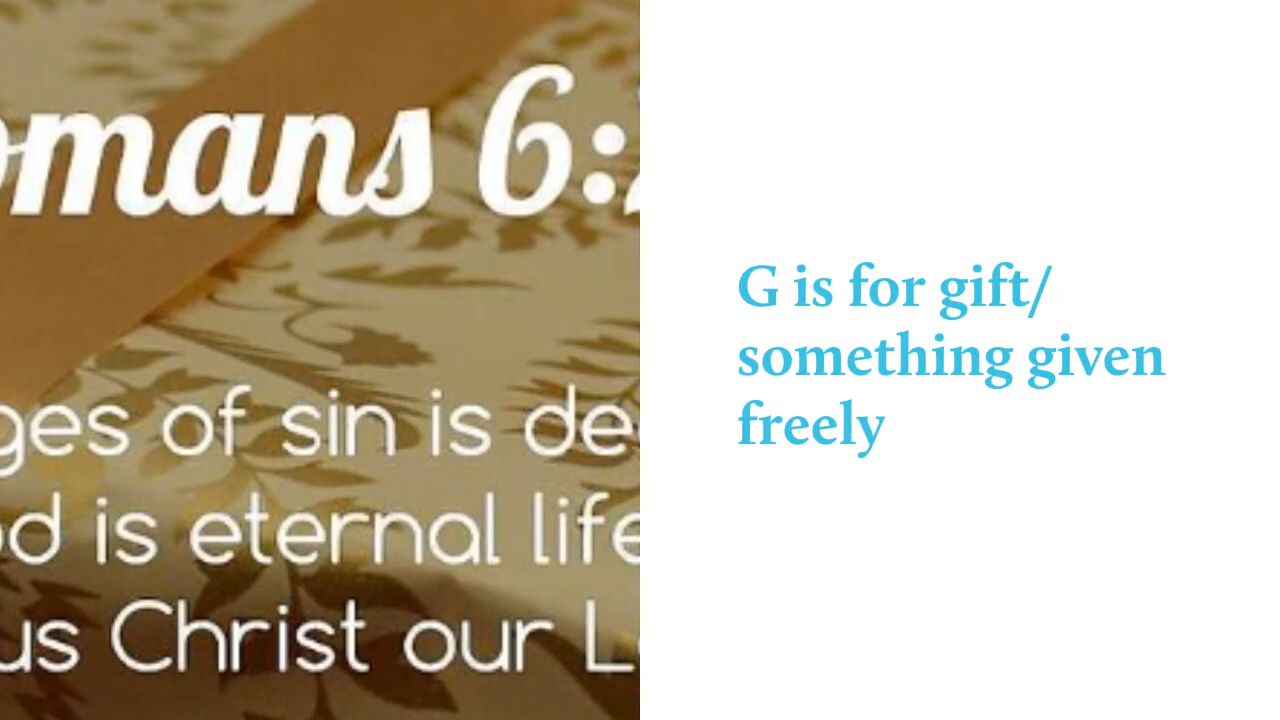 omans 6:
ges of sin is de
od is eternal life
us Christ our L
G is for gift/
something given
freely